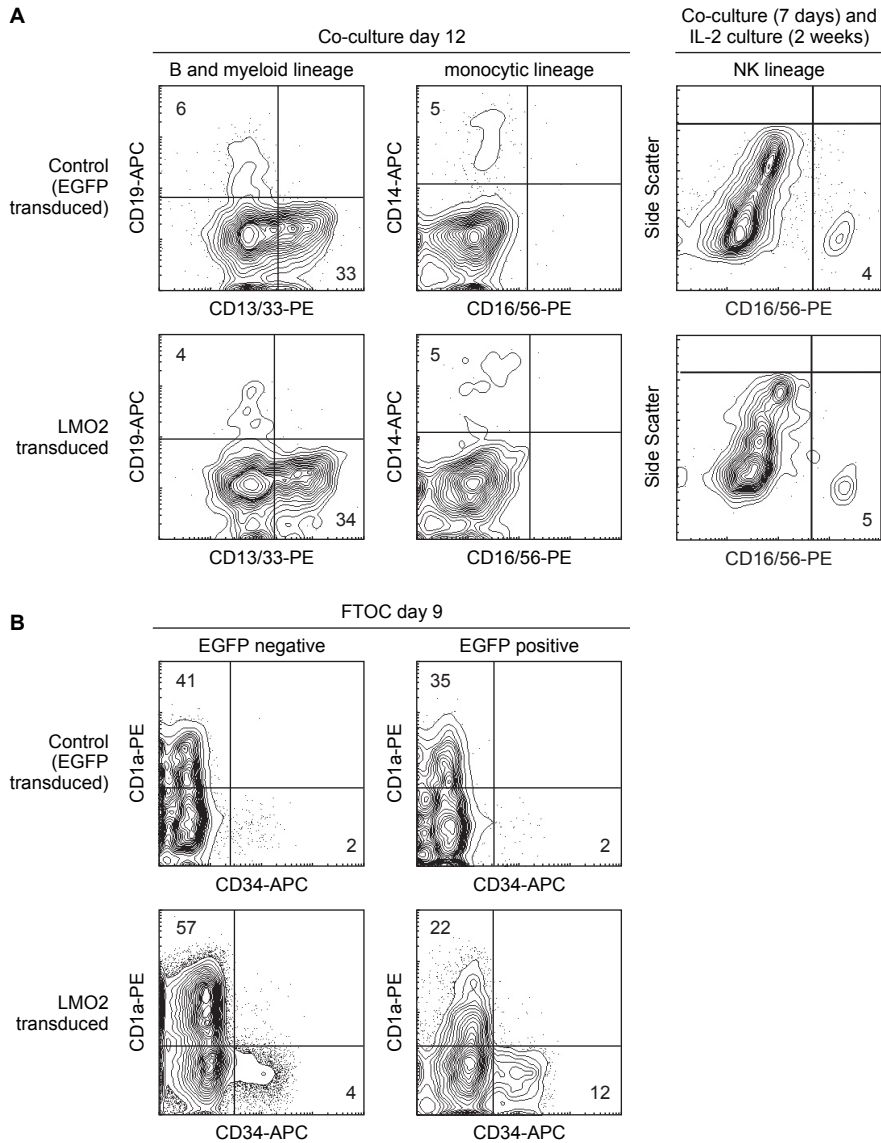 A
Co-culture day 12
Co-culture (7 days) and
IL-2 culture (2 weeks)
B and myeloid lineage
monocytic lineage
NK lineage
Control
(EGFP
transduced)
CD19-APC
6
33
CD13/33-PE
CD14-APC
5
CD16/56-PE
Side Scatter
4
CD16/56-PE
LMO2
transduced
CD19-APC
4
34
CD13/33-PE
CD14-APC
5
CD16/56-PE
Side Scatter
5
CD16/56-PE
B
FTOC day 9
EGFP negative
EGFP positive
Control
(EGFP
transduced)
CD1a-PE
41
2
CD34-APC
CD1a-PE
35
2
CD34-APC
LMO2
transduced
CD1a-PE
57
4
CD34-APC
CD1a-PE
22
12
CD34-APC